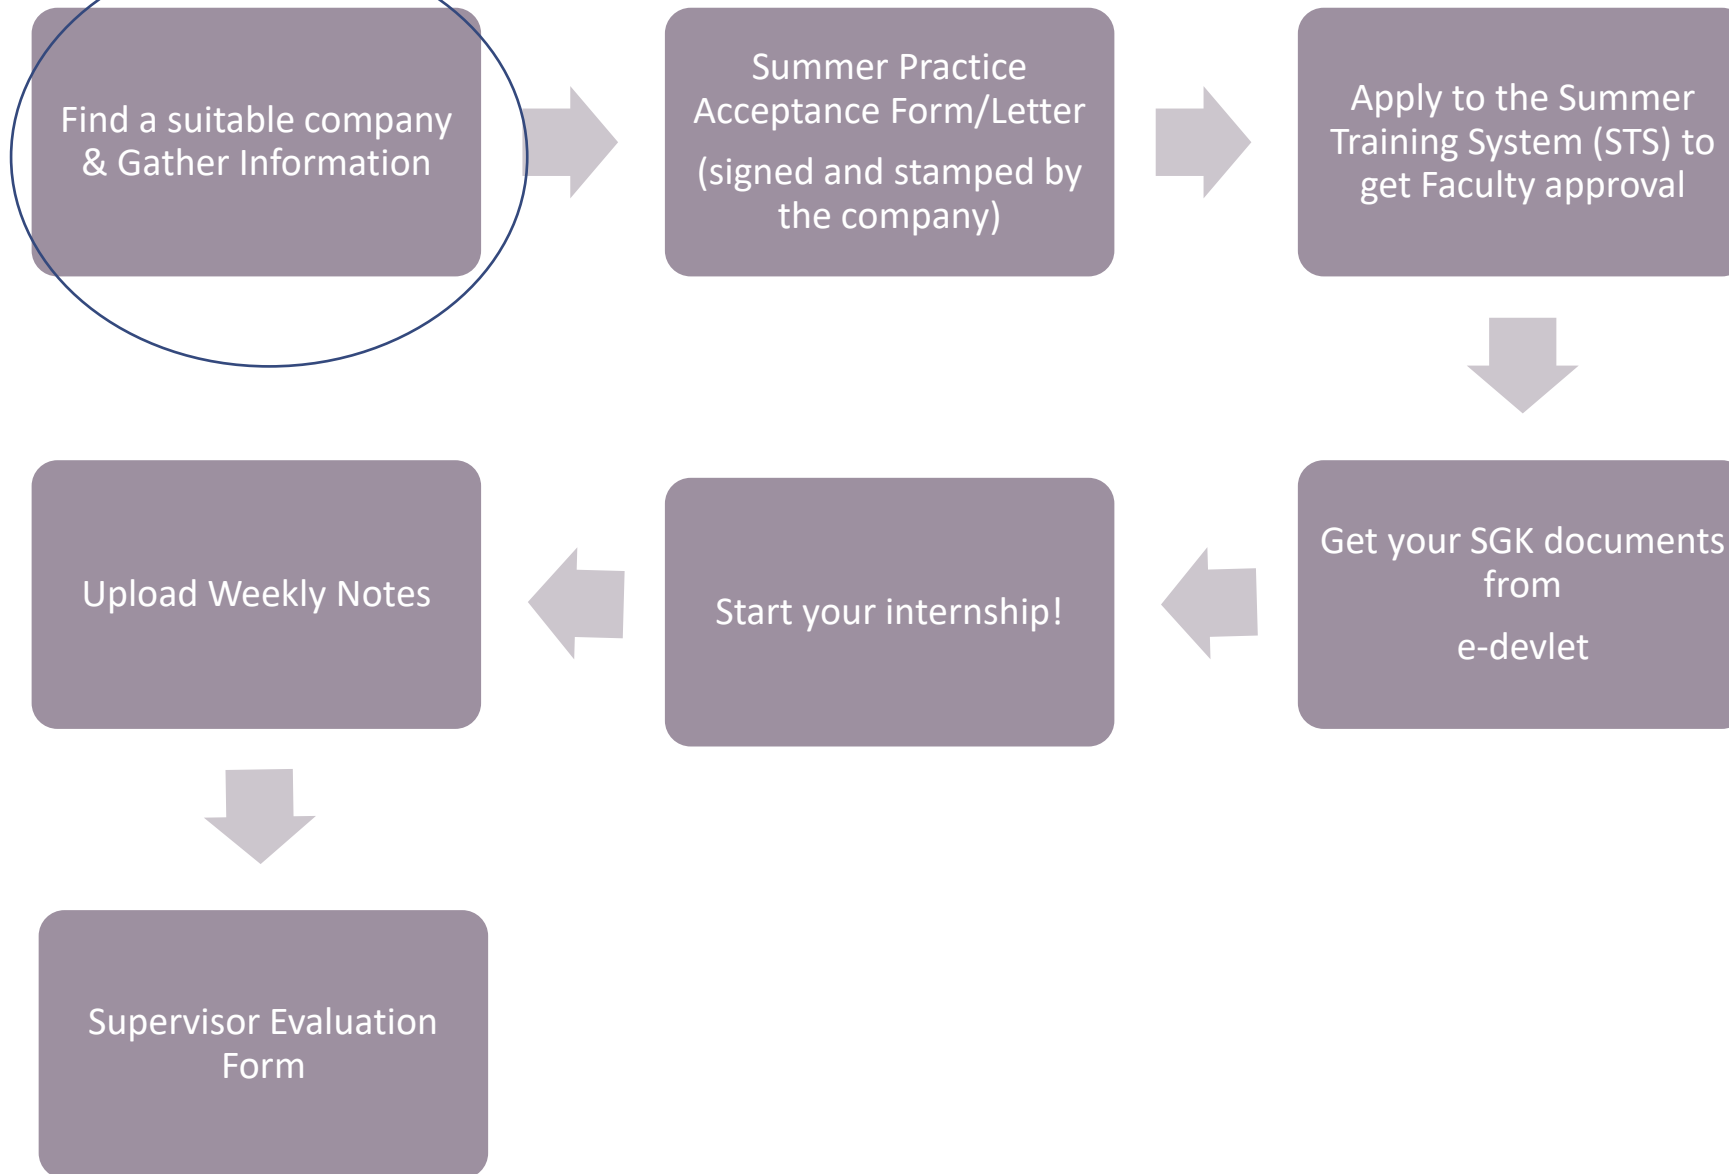 Find a suitable company
& Gather Information
Summer Practice
Acceptance Form/Letter
(signed and stamped by
the company)
Apply to the Summer
Training System (STS) to
get Faculty approval
Get your SGK documents
from
e-devlet
Start your internship!
Upload Weekly Notes
Supervisor Evaluation
Form